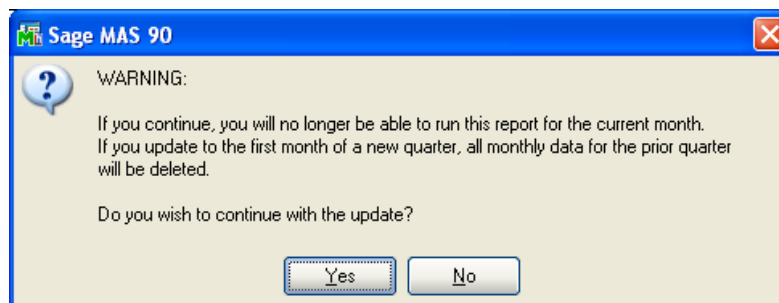 Sage MAS 90
WARNING:
If you continue, you will no longer be able to run this report for the current month.
If you update to the first month of a new quarter, all monthly data for the prior quarter
will be deleted.
Do you wish to continue with the update?
Yes
No